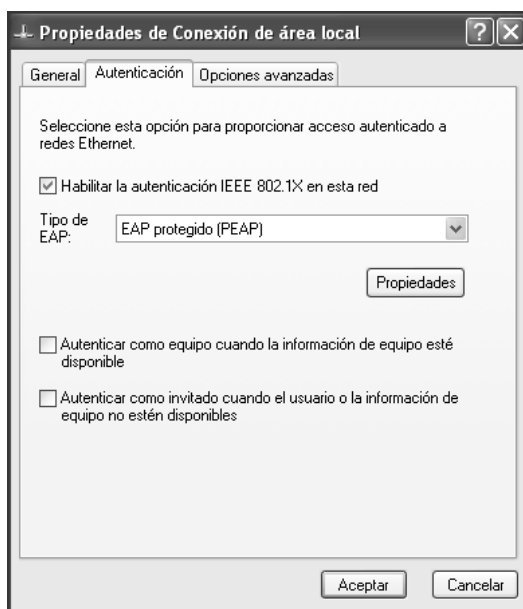 Propiedades de Conexión de área local
General Autenticación Opciones avanzadas
Seleccione esta opción para proporcionar acceso autenticado a
redes Ethernet.
Habilitar la autenticación IEEE 802.1X en esta red
Tipo de
EAP:
EAP protegido (PEAP)
Propiedades
Autenticar como equipo cuando la información de equipo esté
disponible
Autenticar como invitado cuando el usuario o la información de
equipo no estén disponibles
Aceptar Cancelar